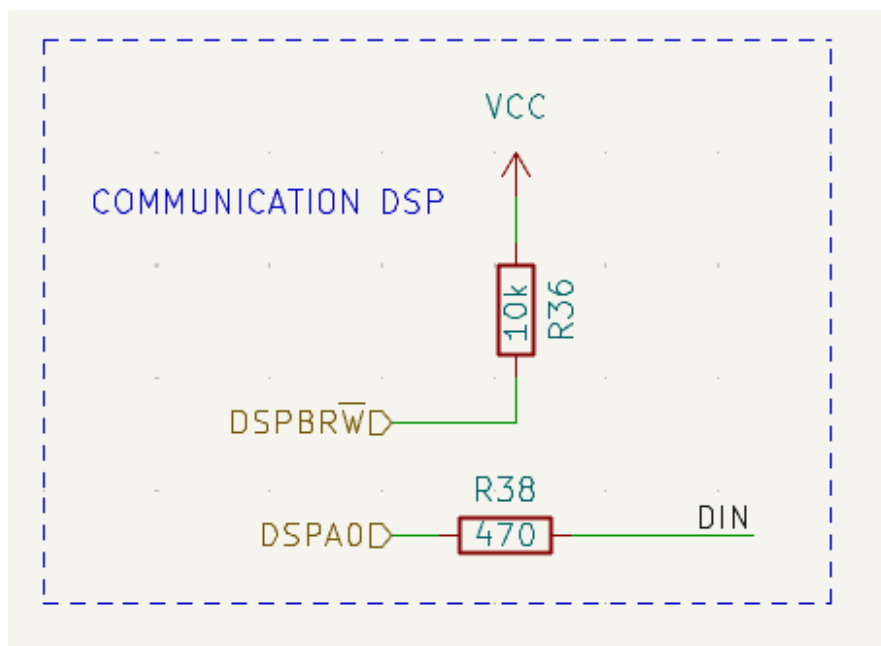 VCC
COMMUNICATION DSP
10k
R36
DSPBRW̅
R38
DSPA0
470
DIN